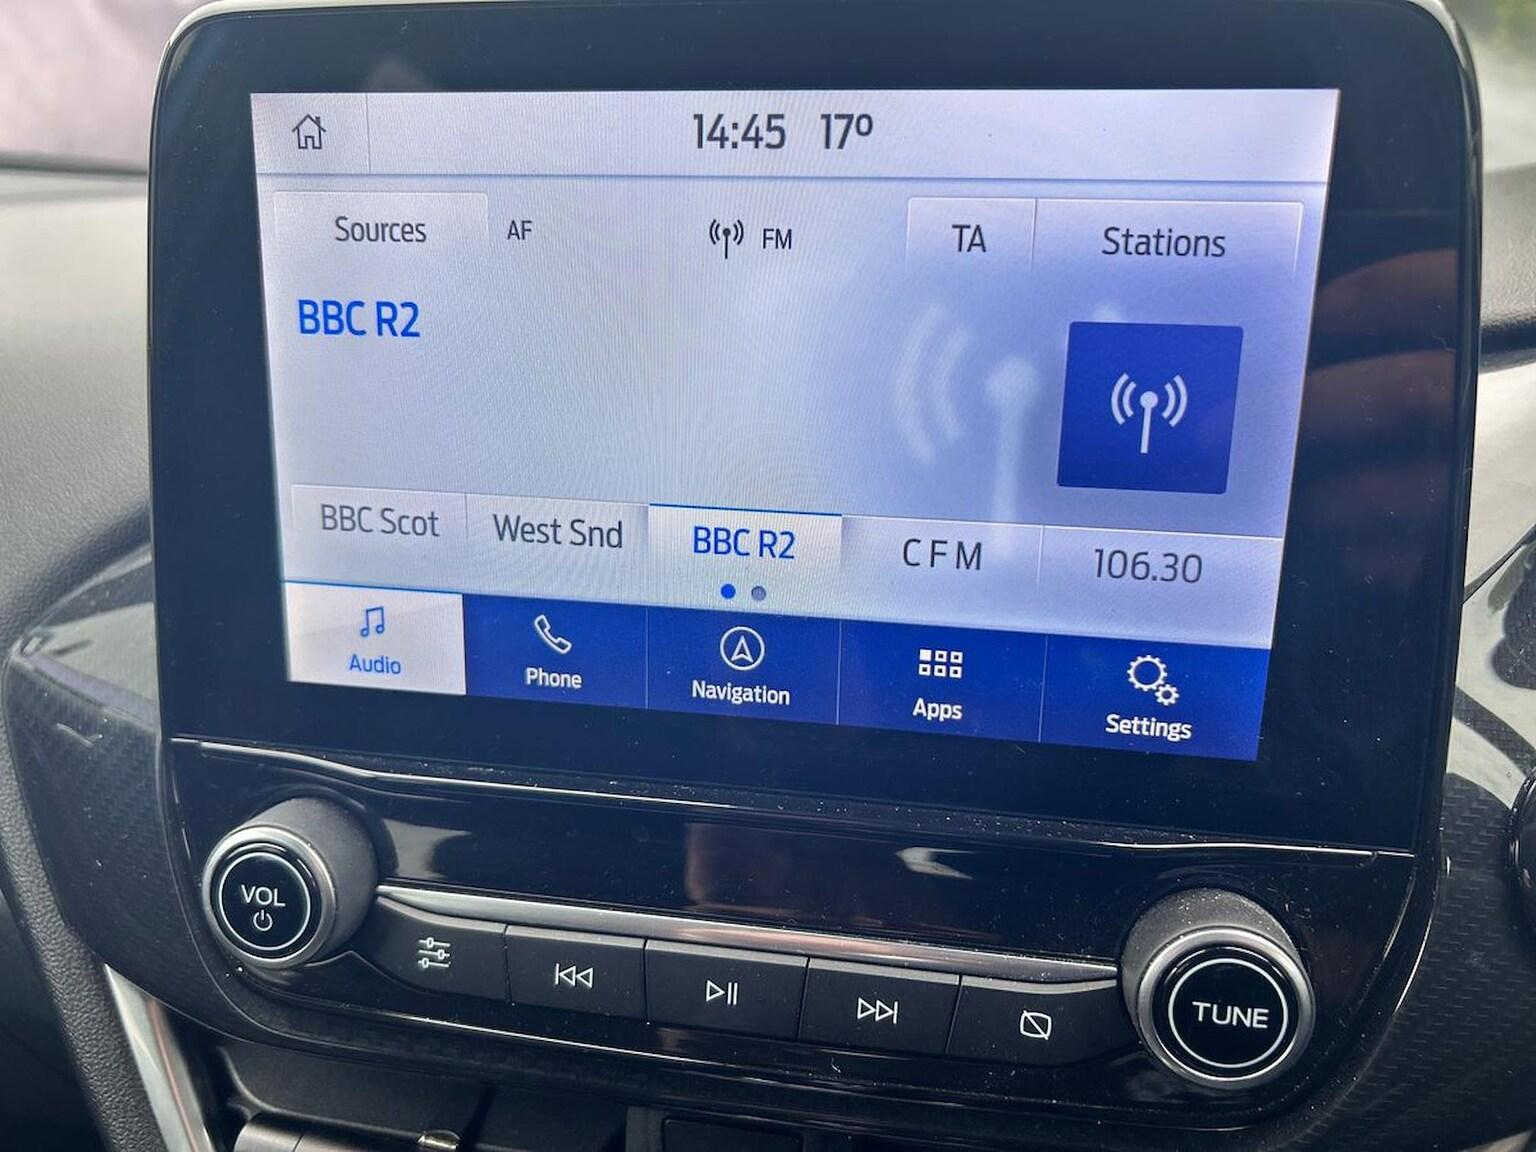 14:45 17º
Sources AF FM TA Stations
BBC R2
BBC Scot West Snd BBC R2 C F M 106.30
Audio Phone Navigation Apps Settings
VOL
TUNE